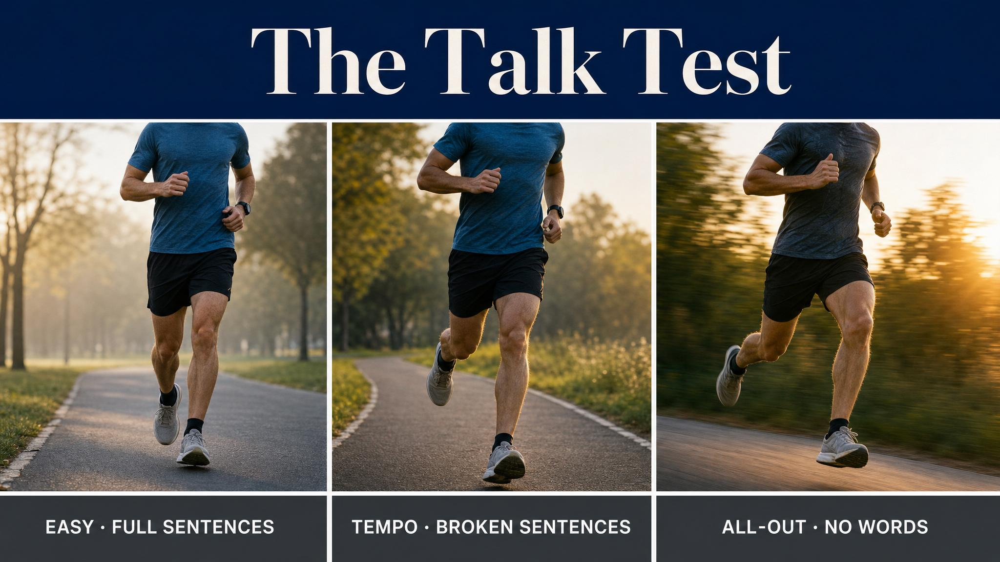 The Talk Test
EASY · FULL SENTENCES
TEMPO · BROKEN SENTENCES
ALL-OUT · NO WORDS